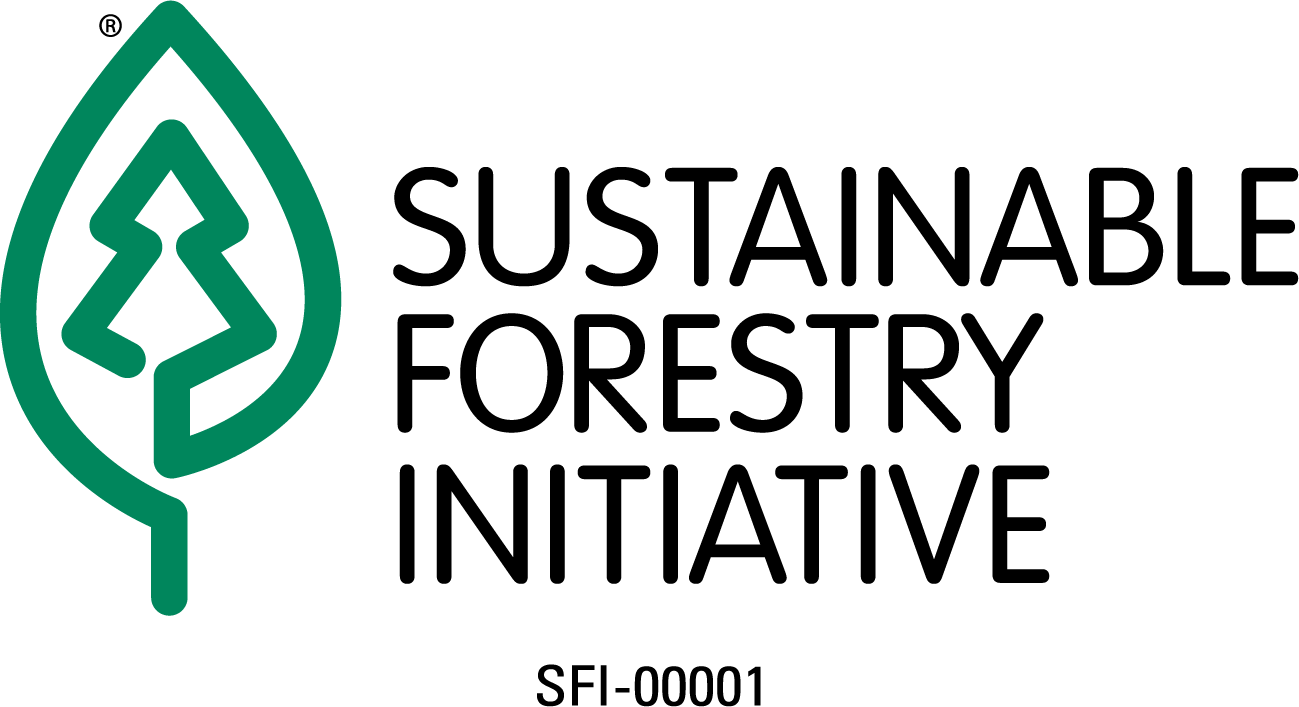 ®
SUSTAINABLE
FORESTRY
INITIATIVE
SFI-00001